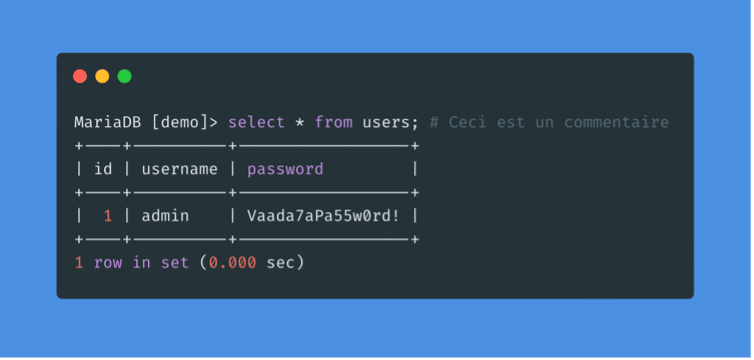 MariaDB [demo]> select * from users; # Ceci est un commentaire
+----+----------+------------------+
| id | username | password         |
+----+----------+------------------+
|  1 | admin    | Vaada7aPa55w0rd! |
+----+----------+------------------+
1 row in set (0.000 sec)